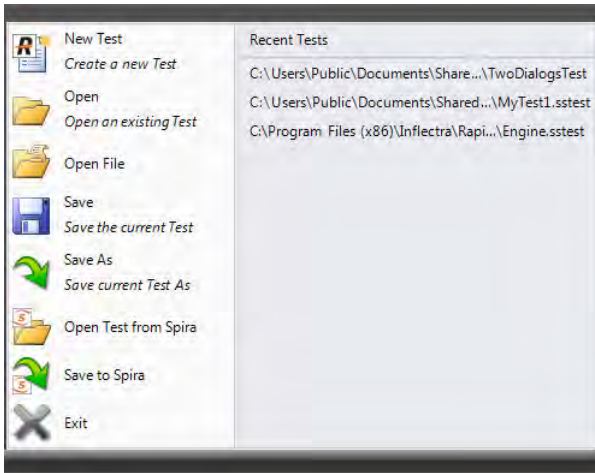 New Test
Create a new Test
Open
Open an existing Test
Open File
Save
Save the current Test
Save As
Save current Test As
Open Test from Spira
Save to Spira
Exit
Recent Tests
C:\Users\Public\Documents\Share...\TwoDialogsTest
C:\Users\Public\Documents\Shared...\MyTest1.sstest
C:\Program Files (x86)\Inflectra\Rapi...\Engine.sstest